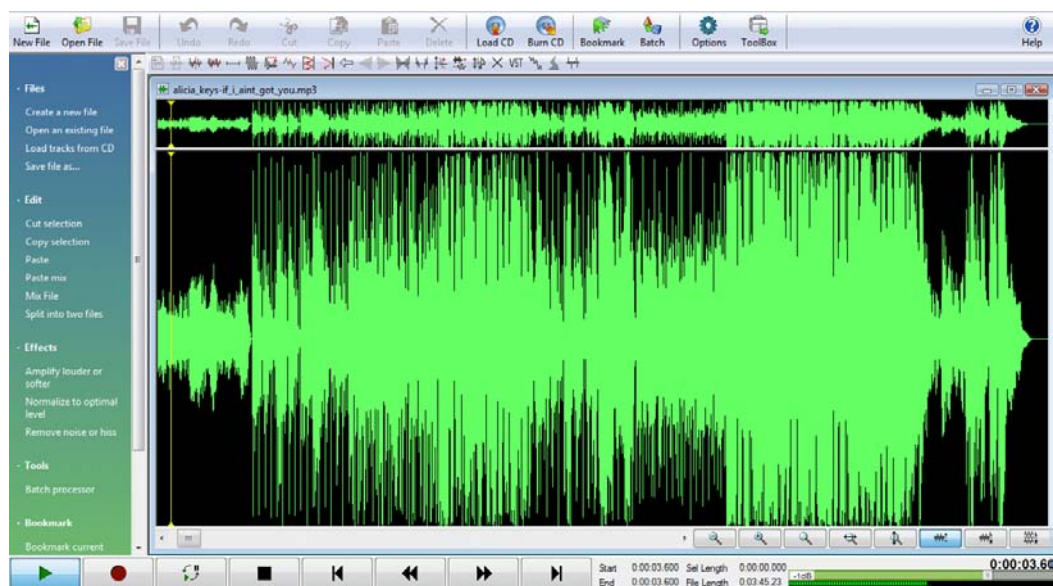 New File Open File Save File Undo Redo Cut Copy Paste Delete Load CD Burn CD Bookmark Batch Options ToolBox Help
VST
- Files
Create a new file
Open an existing file
Load tracks from CD
Save file as...
- Edit
Cut selection
Copy selection
Paste
Paste mix
Mix File
Split into two files
- Effects
Amplify louder or
softer
Normalize to optimal
level
Remove noise or hiss
- Tools
Batch processor
- Bookmark
Bookmark current
alicia_keys-if_i_aint_got_you.mp3
Start 0:00:03.600 Sel Length 0:00:00.000
End 0:00:03.600 File Length 0:03:45.23
-1dB
0:00:03.60